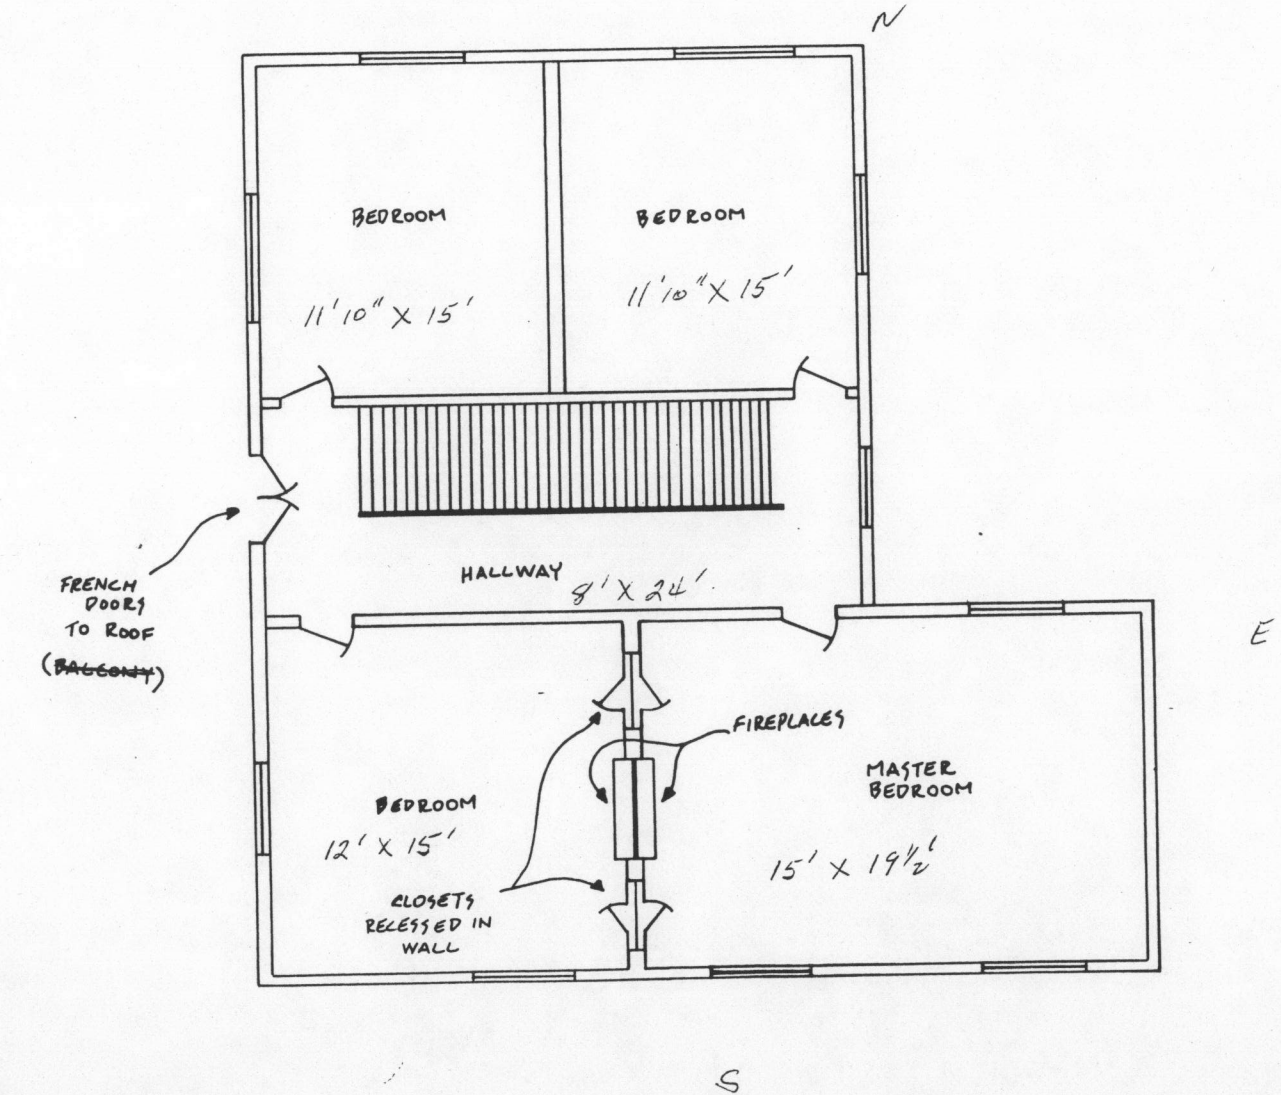 N
BEDROOM
11'10" X 15'
BEDROOM
11'10" X 15'
FRENCH
DOORS
TO ROOF
(BALCONY)
HALLWAY
8' X 24'
E
FIREPLACES
MASTER
BEDROOM
15' X 19½'
BEDROOM
12' X 15'
CLOSETS
RECESSED IN
WALL
S